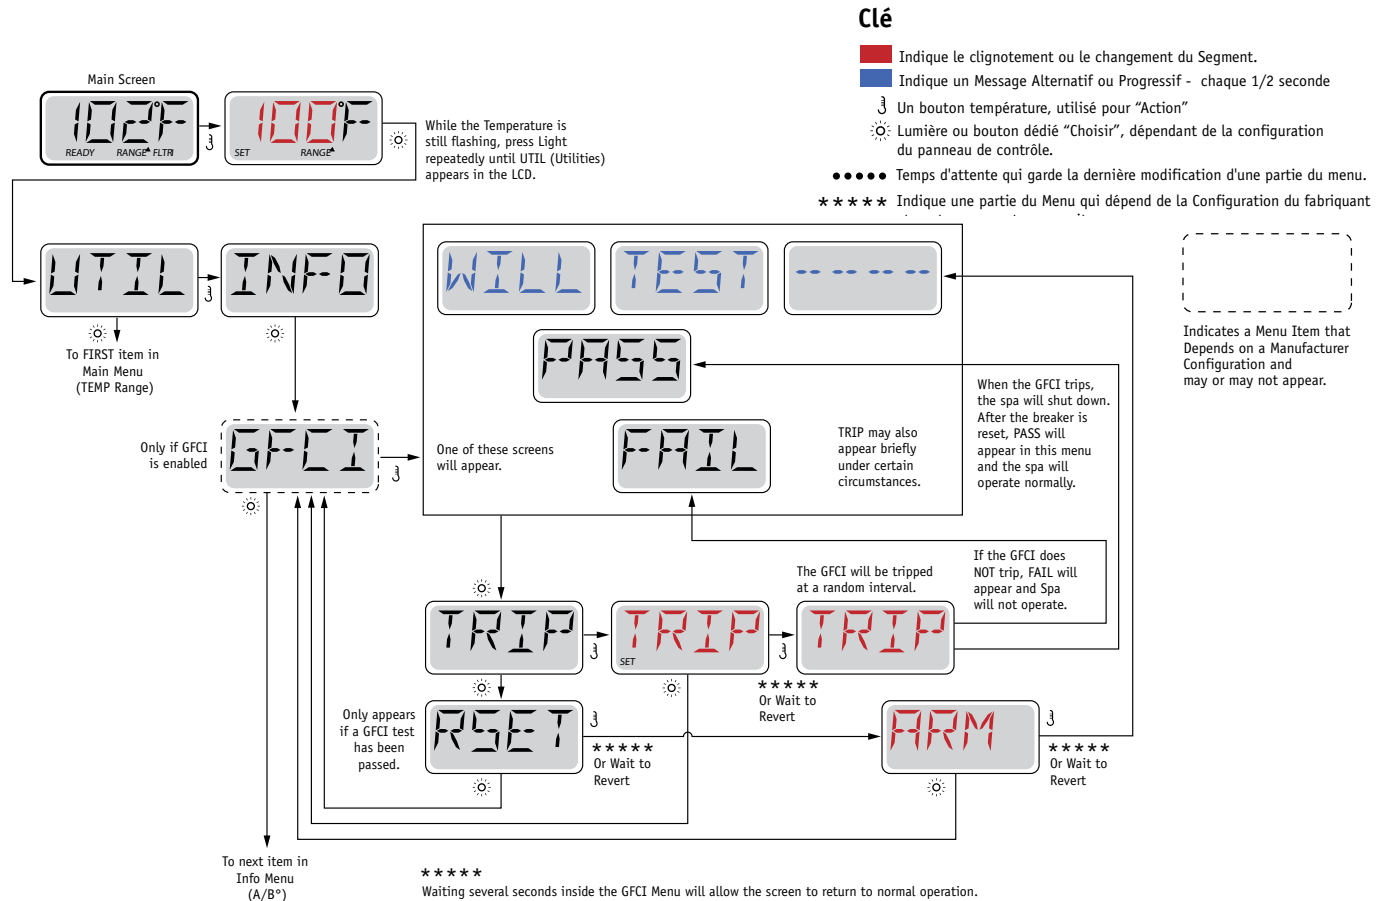 Clé
Indique le clignotement ou le changement du Segment.
Indique un Message Alternatif ou Progressif - chaque 1/2 seconde
Un bouton température, utilisé pour “Action”
Lumière ou bouton dédié “Choisir”, dépendant de la configuration
du panneau de contrôle.
••••• Temps d'attente qui garde la dernière modification d'une partie du menu.
***** Indique une partie du Menu qui dépend de la Configuration du fabriquant
Main Screen
102°F
READY RANGE FLTR
100°F
SET RANGE
While the Temperature is
still flashing, press Light
repeatedly until UTIL (Utilities)
appears in the LCD.
UTIL
INFO
WILL
TEST
-- -- -- --
Indicates a Menu Item that
Depends on a Manufacturer
Configuration and
may or may not appear.
To FIRST item in
Main Menu
(TEMP Range)
PASS
When the GFCI trips,
the spa will shut down.
After the breaker is
reset, PASS will
appear in this menu
and the spa will
operate normally.
Only if GFCI
is enabled
GFCI
One of these screens
will appear.
FAIL
TRIP may also
appear briefly
under certain
circumstances.
If the GFCI does
NOT trip, FAIL will
appear and Spa
will not operate.
The GFCI will be tripped
at a random interval.
TRIP
TRIP
SET
TRIP
*****
Or Wait to
Revert
Only appears
if a GFCI test
has been
passed.
RSET
*****
Or Wait to
Revert
ARM
*****
Or Wait to
Revert
To next item in
Info Menu
(A/B°)
*****
Waiting several seconds inside the GFCI Menu will allow the screen to return to normal operation.